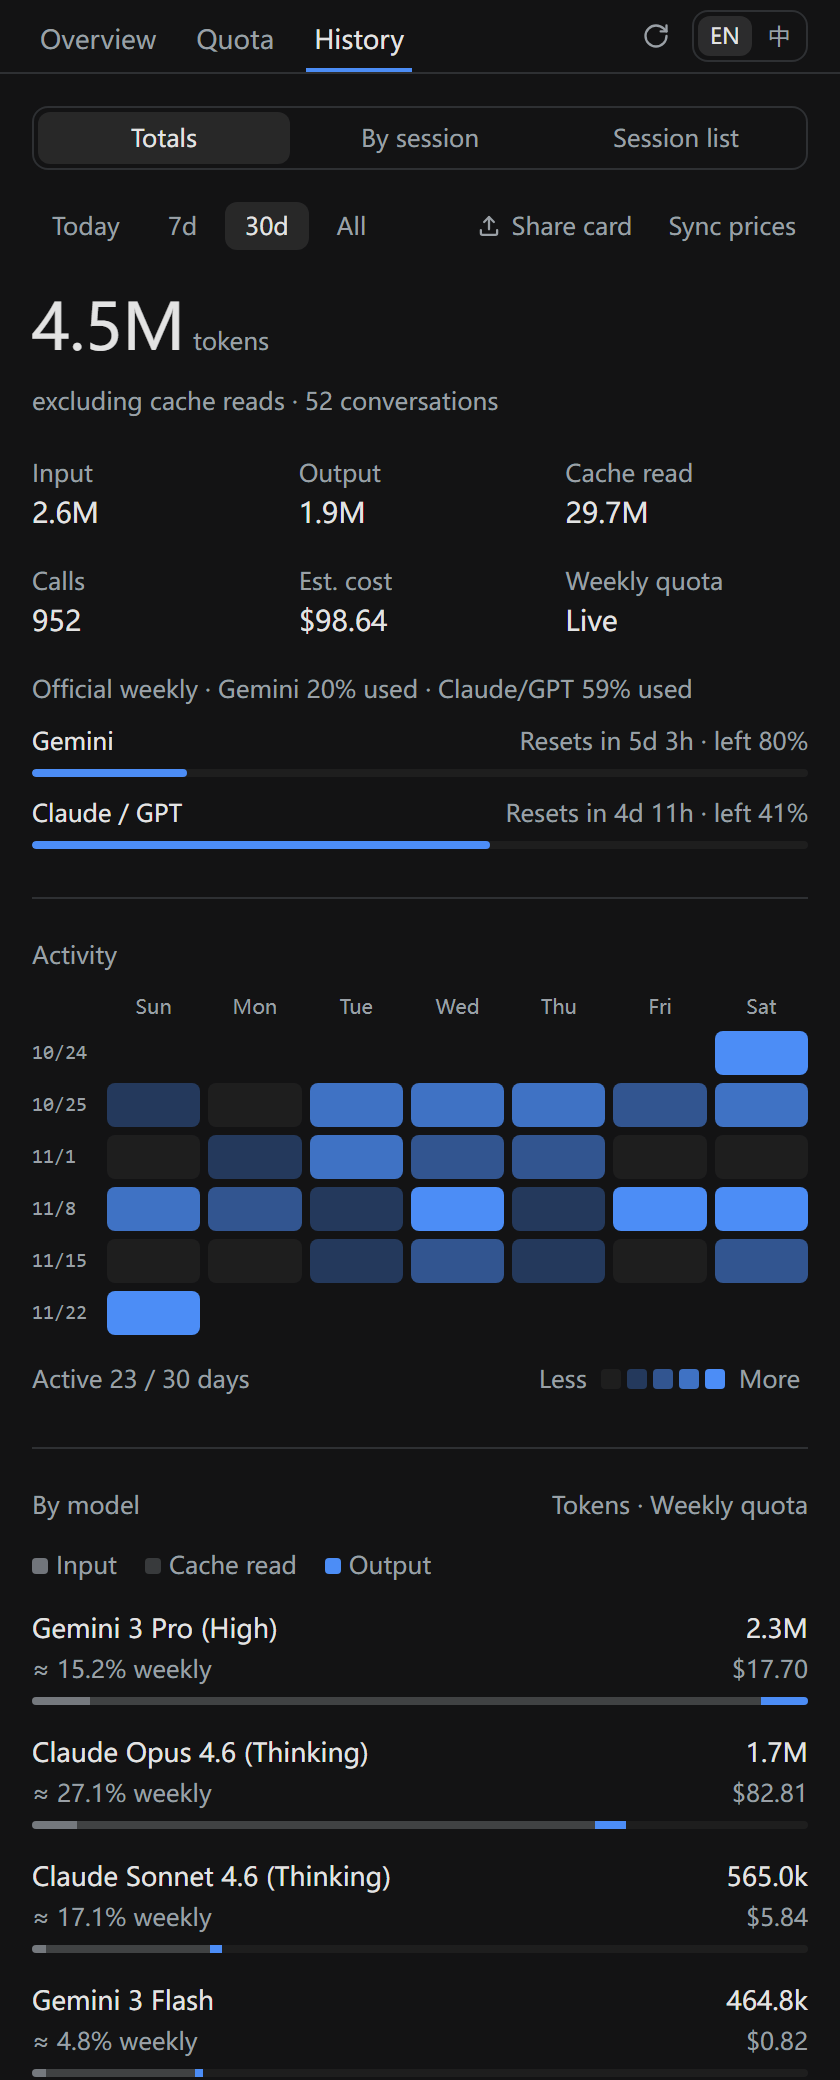 Overview Quota History EN 中
Totals By session Session list
Today 7d 30d All Share card Sync prices
4.5M tokens
excluding cache reads · 52 conversations
Input Output Cache read
2.6M 1.9M 29.7M
Calls Est. cost Weekly quota
952 $98.64 Live
Official weekly · Gemini 20% used · Claude/GPT 59% used
Gemini Resets in 5d 3h · left 80%
Claude / GPT Resets in 4d 11h · left 41%
Activity
Sun Mon Tue Wed Thu Fri Sat
10/24
10/25
11/1
11/8
11/15
11/22
Active 23 / 30 days Less More
By model Tokens · Weekly quota
Input Cache read Output
Gemini 3 Pro (High) 2.3M
≈ 15.2% weekly $17.70
Claude Opus 4.6 (Thinking) 1.7M
≈ 27.1% weekly $82.81
Claude Sonnet 4.6 (Thinking) 565.0k
≈ 17.1% weekly $5.84
Gemini 3 Flash 464.8k
≈ 4.8% weekly $0.82